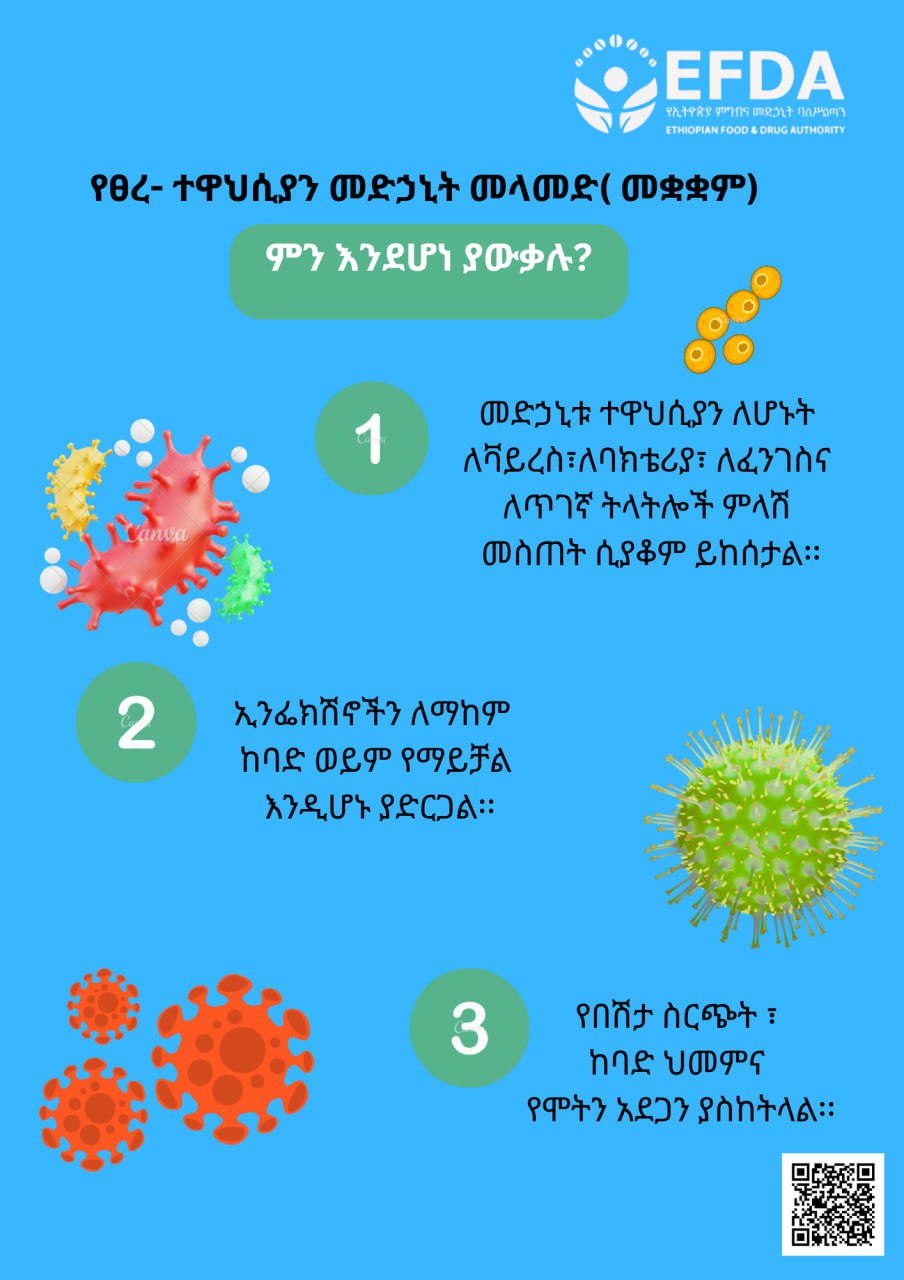 EFDA
የኢትዮጵያ ምግብና መድኃኒት ባለሥልጣን
ETHIOPIAN FOOD & DRUG AUTHORITY
የፀረ- ተዋህሲያን መድኃኒት መላመድ( መቋቋም)
ምን እንደሆነ ያውቃሉ?
1
መድኃኒቱ ተዋህሲያን ለሆኑት
ለቫይረስ፣ለባክቴሪያ፣ ለፈንገስና
ለጥገኛ ትላትሎች ምላሽ
መስጠት ሲያቆም ይከሰታል፡፡
Canva
2
ኢንፌክሽኖችን ለማከም
ከባድ ወይም የማይቻል
እንዲሆኑ ያድርጋል፡፡
3
የበሽታ ስርጭት ፣
ከባድ ህመምና
የሞትን አደጋን ያስከትላል፡፡